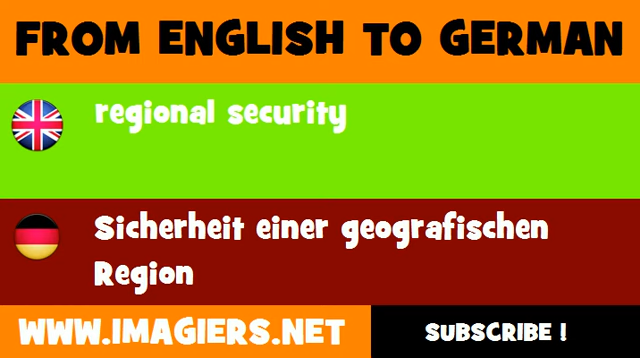 FROM ENGLISH TO GERMAN
regional security
Sicherheit einer geografischen
Region
WWW.IMAGIERS.NET
SUBSCRIBE !